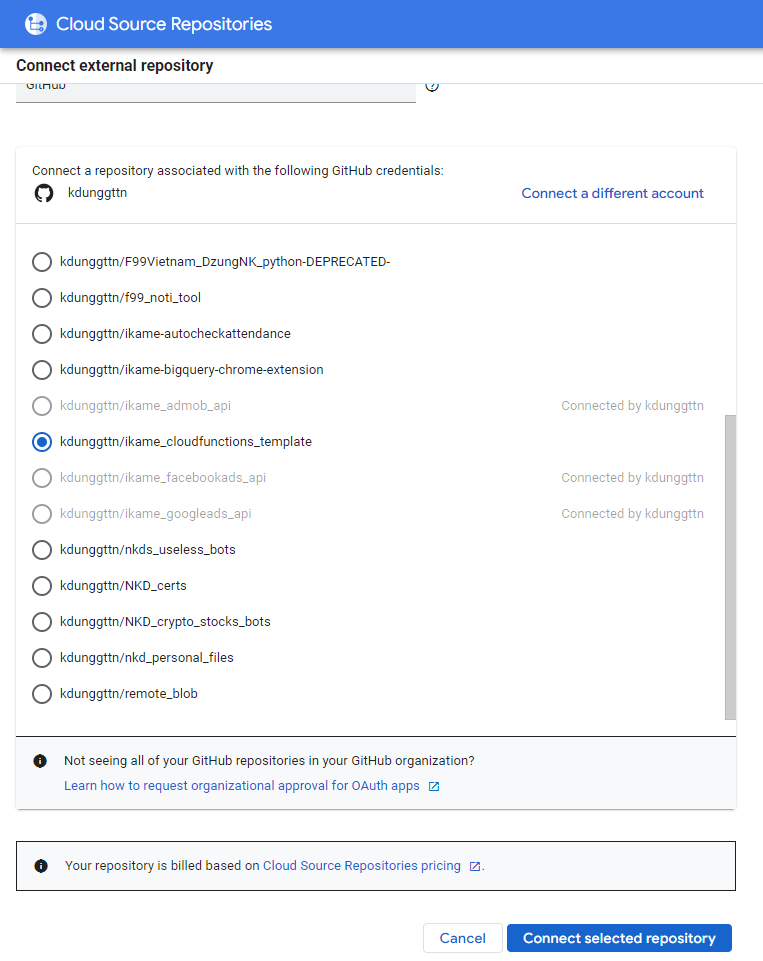 Cloud Source Repositories
Connect external repository
GitHub
Connect a repository associated with the following GitHub credentials:
kdunggttn
Connect a different account
kdunggttn/F99Vietnam_DzungNK_python-DEPRECATED-
kdunggttn/f99_noti_tool
kdunggttn/ikame-autocheckattendance
kdunggttn/ikame-bigquery-chrome-extension
kdunggttn/ikame_admob_api Connected by kdunggttn
kdunggttn/ikame_cloudfunctions_template
kdunggttn/ikame_facebookads_api Connected by kdunggttn
kdunggttn/ikame_googleads_api Connected by kdunggttn
kdunggttn/nkds_useless_bots
kdunggttn/NKD_certs
kdunggttn/NKD_crypto_stocks_bots
kdunggttn/nkd_personal_files
kdunggttn/remote_blob
Not seeing all of your GitHub repositories in your GitHub organization?
Learn how to request organizational approval for OAuth apps
Your repository is billed based on Cloud Source Repositories pricing.
Cancel Connect selected repository